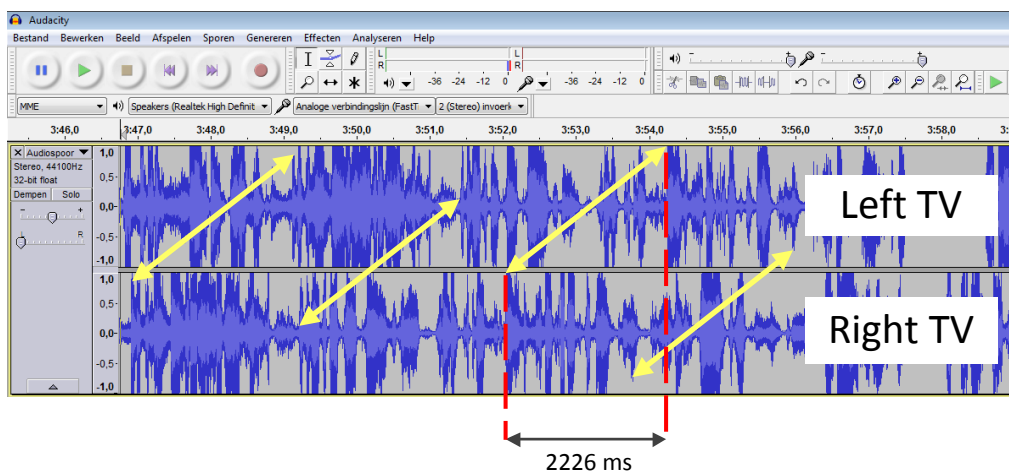 Audacity
Bestand Bewerken Beeld Afspelen Sporen Genereren Effecten Analyseren Help
L
R
-36 -24 -12 0
L
R
-36 -24 -12 0
MME
Speakers (Realtek High Definit
Analoge verbindingslijn (FastT
2 (Stereo) invoerk
3:46,0 3:47,0 3:48,0 3:49,0 3:50,0 3:51,0 3:52,0 3:53,0 3:54,0 3:55,0 3:56,0 3:57,0 3:58,0 3:
X Audiospoor
Stereo, 44100Hz
32-bit float
Dempen Solo
- +
L R
1,0
0,5-
0,0-
-0,5-
-1,0
1,0
0,5-
0,0-
-0,5-
-1,0
Left TV
Right TV
2226 ms